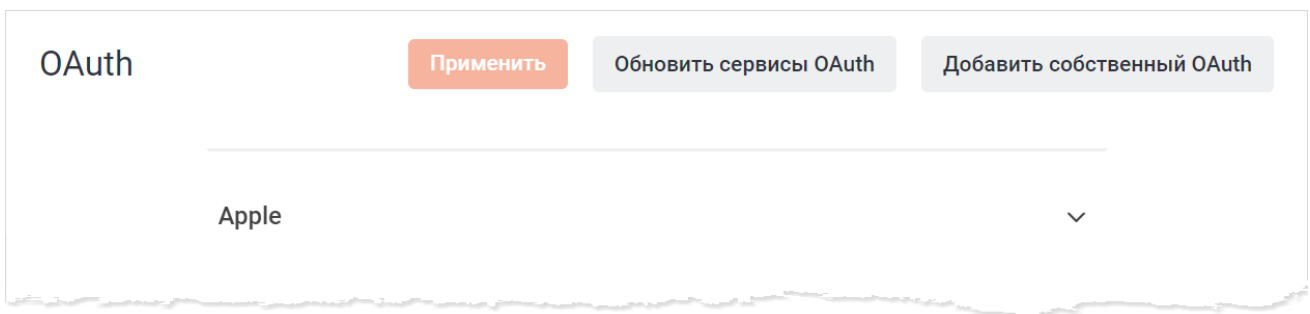 OAuth Применить Обновить сервисы OAuth Добавить собственный OAuth
Apple